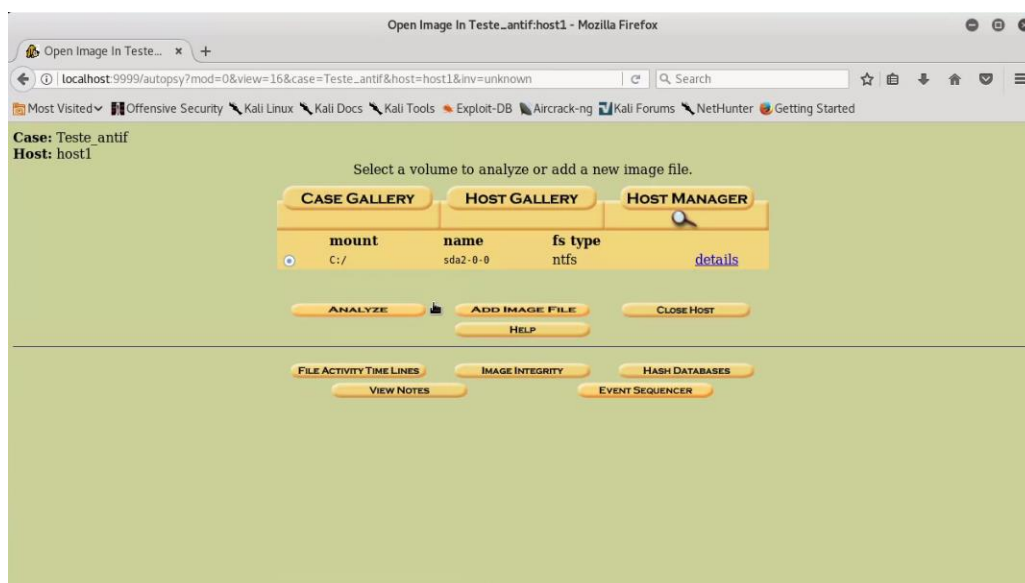 Open Image In Teste_antif:host1 - Mozilla Firefox
Open Image In Teste... × +
localhost:9999/autopsy?mod=0&view=16&case=Teste_antif&host=host1&inv=unknown Search
Most Visited Offensive Security Kali Linux Kali Docs Kali Tools Exploit-DB Aircrack-ng Kali Forums NetHunter Getting Started
Case: Teste_antif
Host: host1
Select a volume to analyze or add a new image file.
CASE GALLERY HOST GALLERY HOST MANAGER
mount name fs type
C:/ sda2-0-0 ntfs details
ANALYZE ADD IMAGE FILE CLOSE HOST
HELP
FILE ACTIVITY TIME LINES IMAGE INTEGRITY HASH DATABASES
VIEW NOTES EVENT SEQUENCER